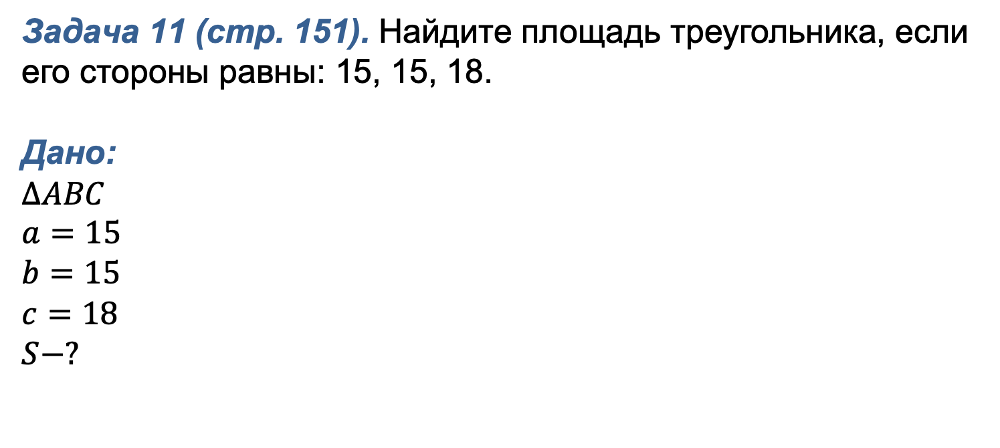 Задача 11 (стр. 151). Найдите площадь треугольника, если
его стороны равны: 15, 15, 18.
Дано:
ΔABC
a = 15
b = 15
c = 18
S−?